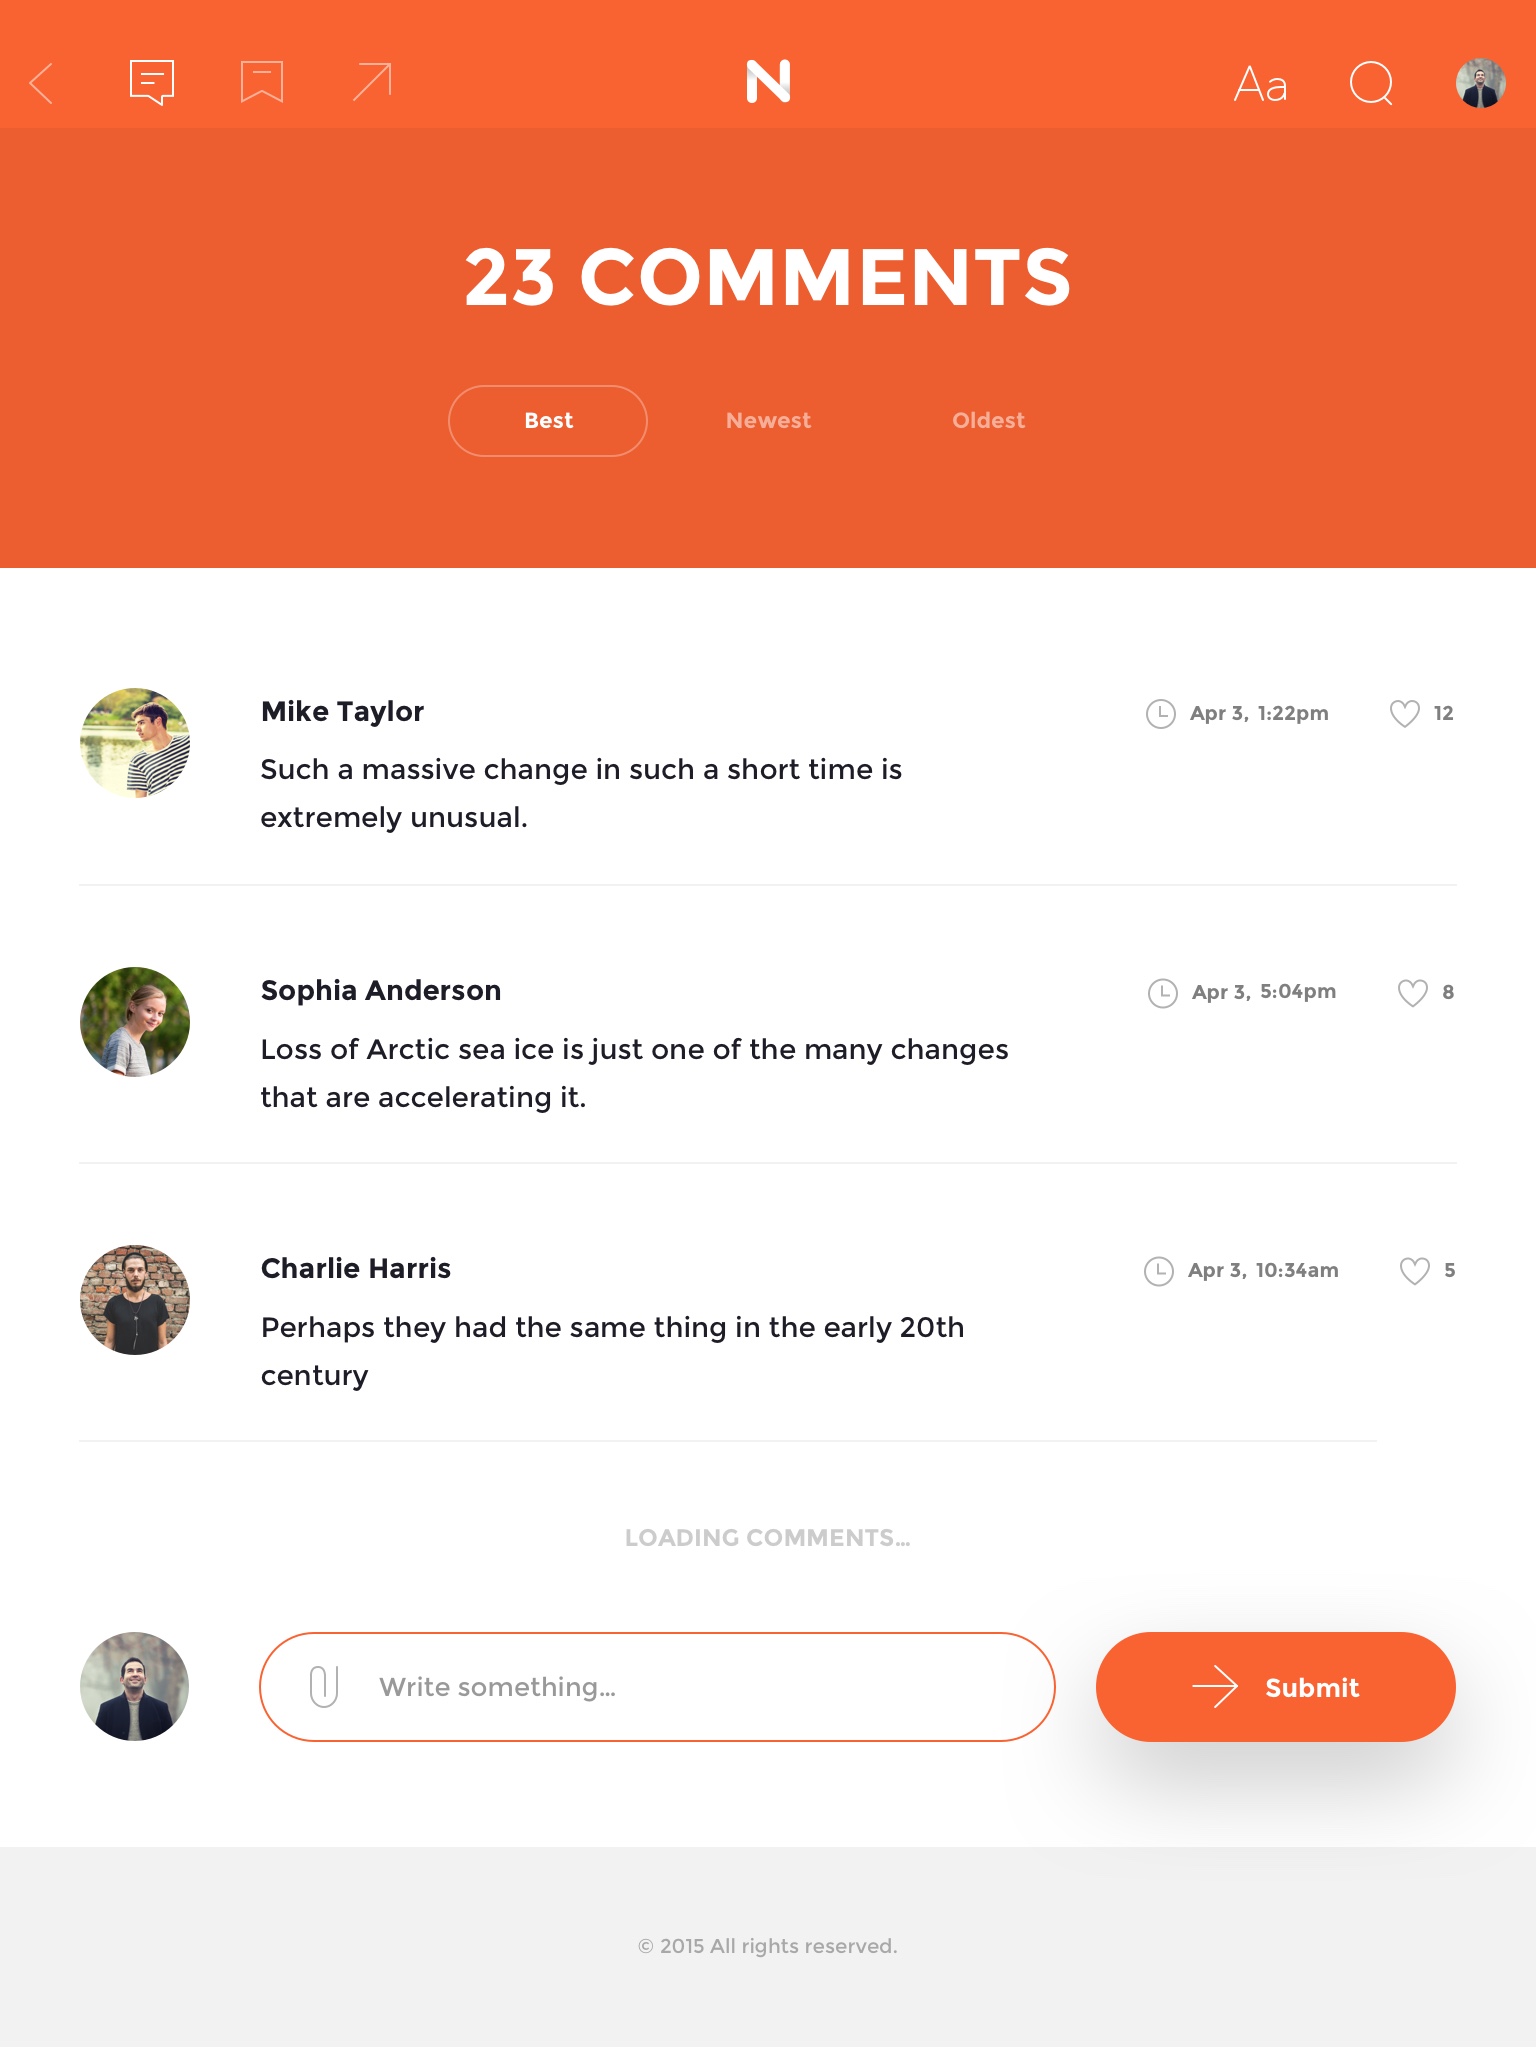 N
Aa
23 COMMENTS
Best
Newest
Oldest
Mike Taylor
Apr 3, 1:22pm
12
Such a massive change in such a short time is
extremely unusual.
Sophia Anderson
Apr 3, 5:04pm
8
Loss of Arctic sea ice is just one of the many changes
that are accelerating it.
Charlie Harris
Apr 3, 10:34am
5
Perhaps they had the same thing in the early 20th
century
LOADING COMMENTS...
Write something...
Submit
© 2015 All rights reserved.